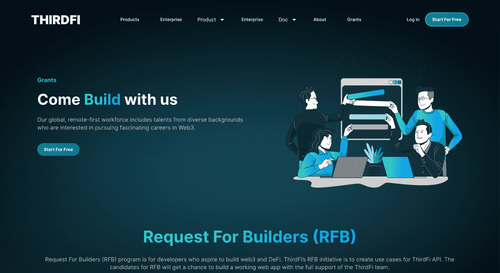 THIRDFI
Products Enterprise Product Enterprise Doc About Grants Log in Start For Free
Grants
Come Build with us
Our global, remote-first workforce includes talents from diverse backgrounds
who are interested in pursuing fascinating careers in Web3.
Start For Free
Request For Builders (RFB)
Request For Builders (RFB) program is for developers who aspire to build web3 and DeFi. ThirdFi's RFB initiative is to create use cases for ThirdFi API. The
candidates for RFB will get a chance to build a working web app with the full support of the ThirdFi team.